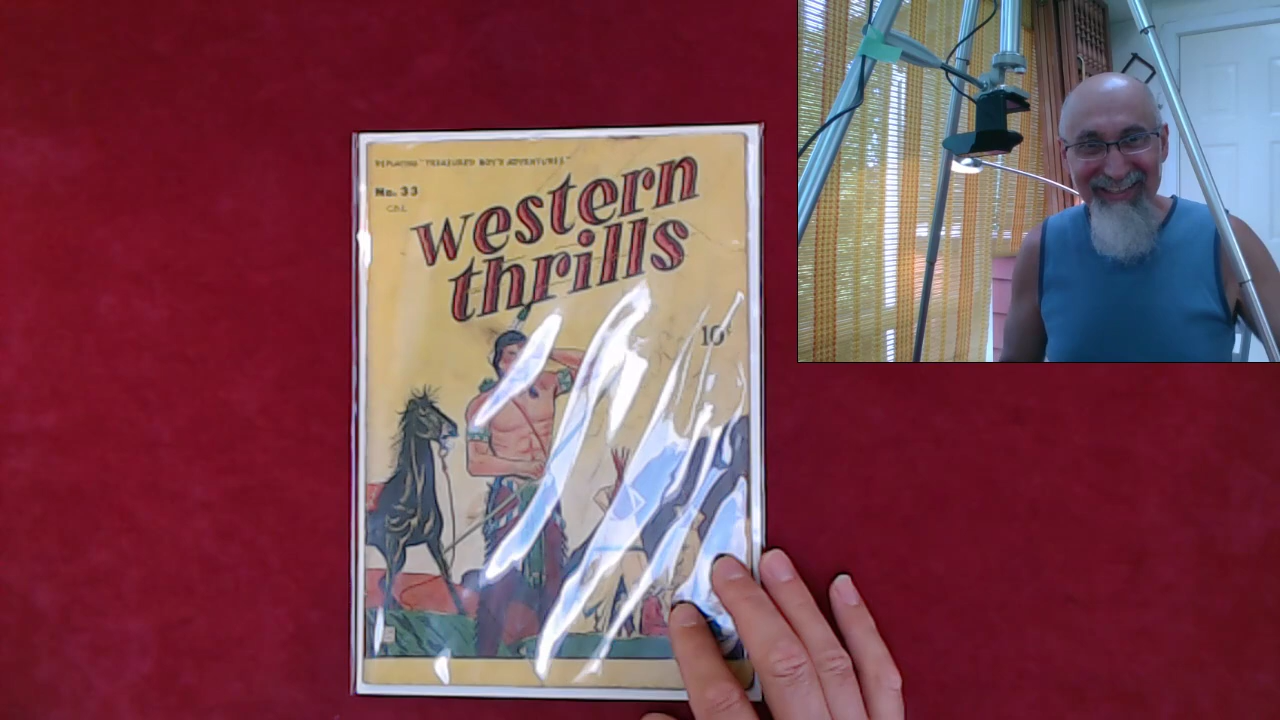 REPLACING "TREASURED BOY'S ADVENTURES"
No. 33
western
thrills
10¢